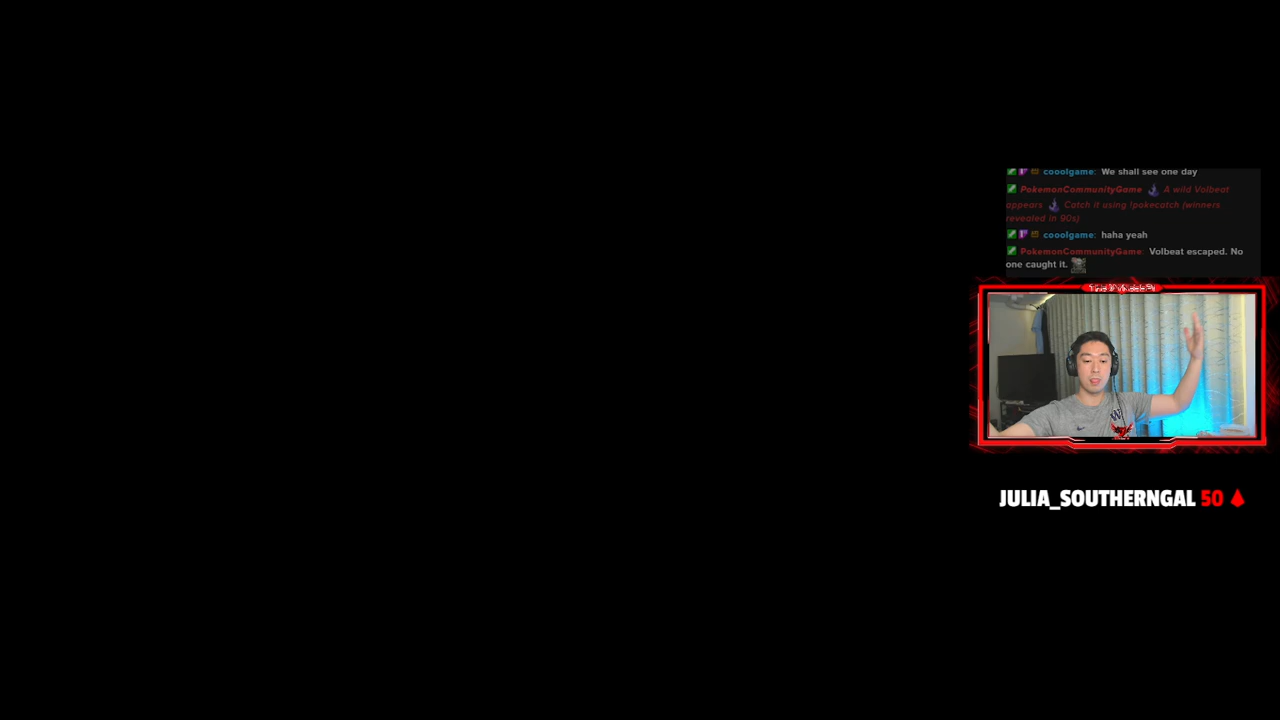 cooolgame: We shall see one day
PokemonCommunityGame A wild Volbeat
appears Catch it using !pokecatch (winners
revealed in 90s)
cooolgame: haha yeah
PokemonCommunityGame: Volbeat escaped. No
one caught it.
W
JULIA_SOUTHERNGAL 50